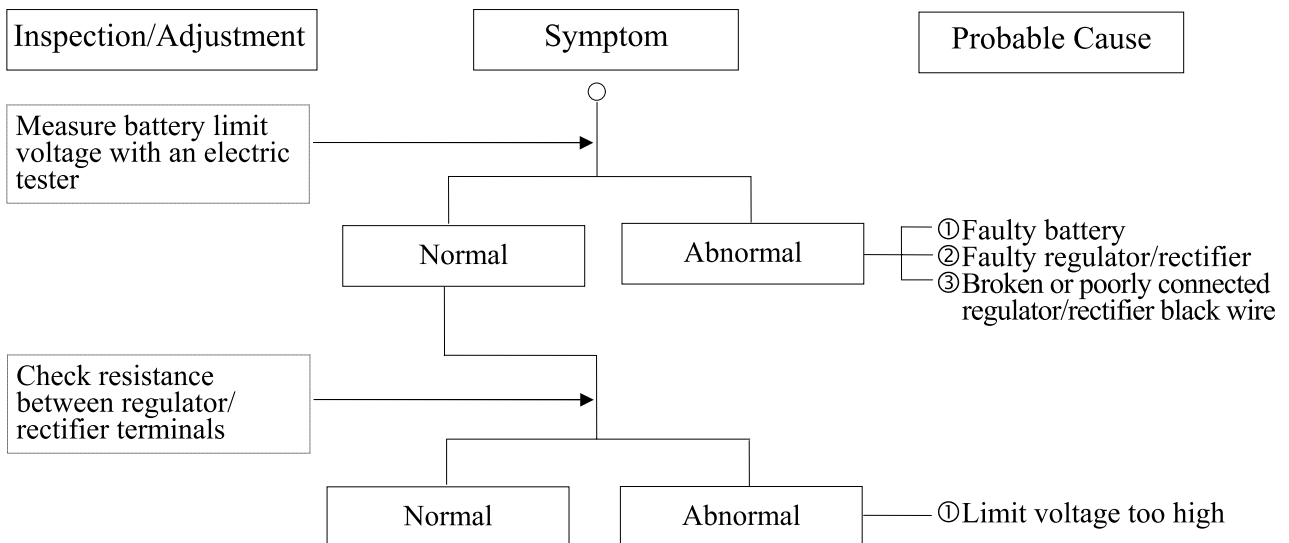 Inspection/Adjustment
Symptom
Probable Cause
Measure battery limit
voltage with an electric
tester
Normal
Abnormal
①Faulty battery
②Faulty regulator/rectifier
③Broken or poorly connected
regulator/rectifier black wire
Check resistance
between regulator/
rectifier terminals
Normal
Abnormal
①Limit voltage too high